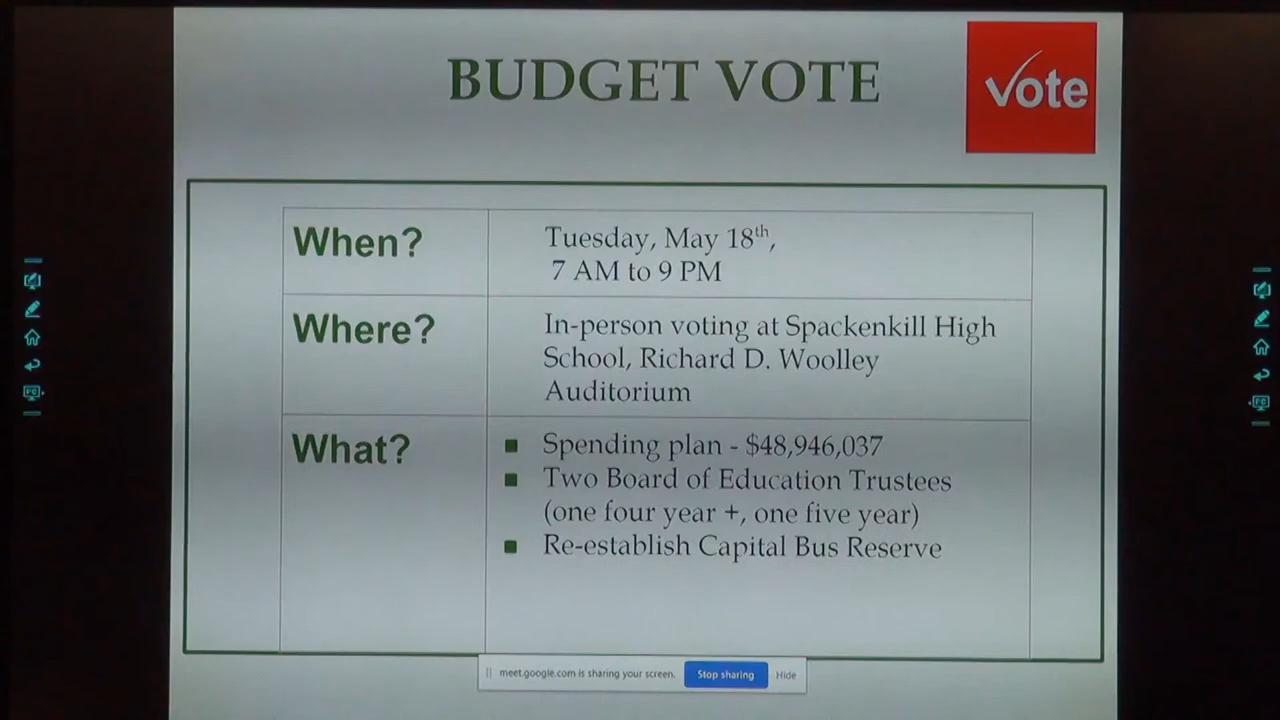 BUDGET VOTE
Vote
When?
Tuesday, May 18th,
7 AM to 9 PM
Where?
In-person voting at Spackenkill High
School, Richard D. Woolley
Auditorium
What?
Spending plan - $48,946,037
Two Board of Education Trustees
(one four year +, one five year)
Re-establish Capital Bus Reserve
meet.google.com is sharing your screen. Stop sharing Hide